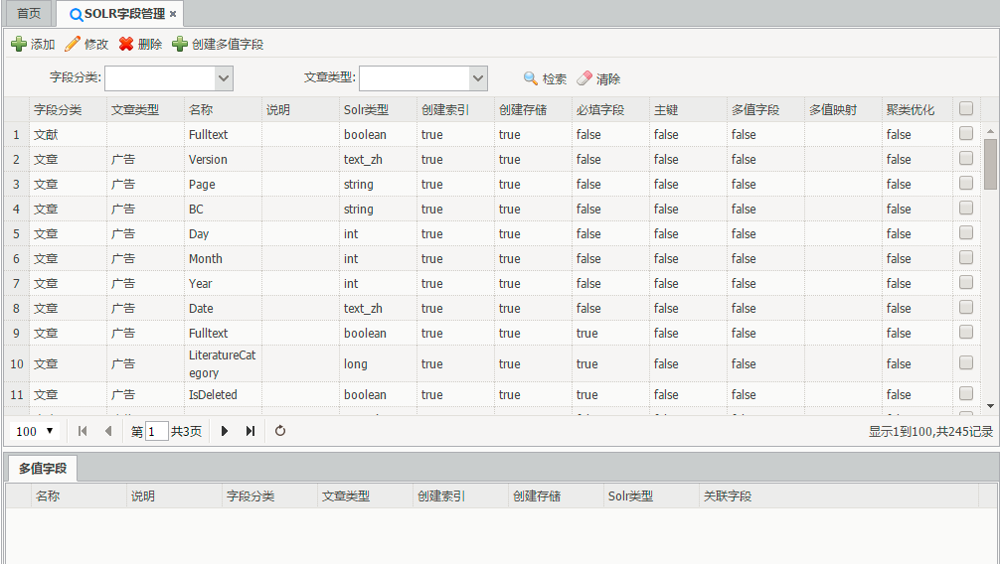 首页 SOLR字段管理 ×
添加 修改 删除 创建多值字段
字段分类: 文章类型: 检索 清除
字段分类 文章类型 名称 说明 Solr类型 创建索引 创建存储 必填字段 主键 多值字段 多值映射 聚类优化
1 文献 Fulltext boolean true true false false false false
2 文章 广告 Version text_zh true true false false false false
3 文章 广告 Page string true true false false false false
4 文章 广告 BC string true true false false false false
5 文章 广告 Day int true true false false false false
6 文章 广告 Month int true true false false false false
7 文章 广告 Year int true true false false false false
8 文章 广告 Date text_zh true true false false false false
9 文章 广告 Fulltext boolean true true true false false false
10 文章 广告 LiteratureCat
egory long true true true false false false
11 文章 广告 IsDeleted boolean true true true false false false
100 第 1 共3页 显示1到100,共245记录
多值字段
名称 说明 字段分类 文章类型 创建索引 创建存储 Solr类型 关联字段